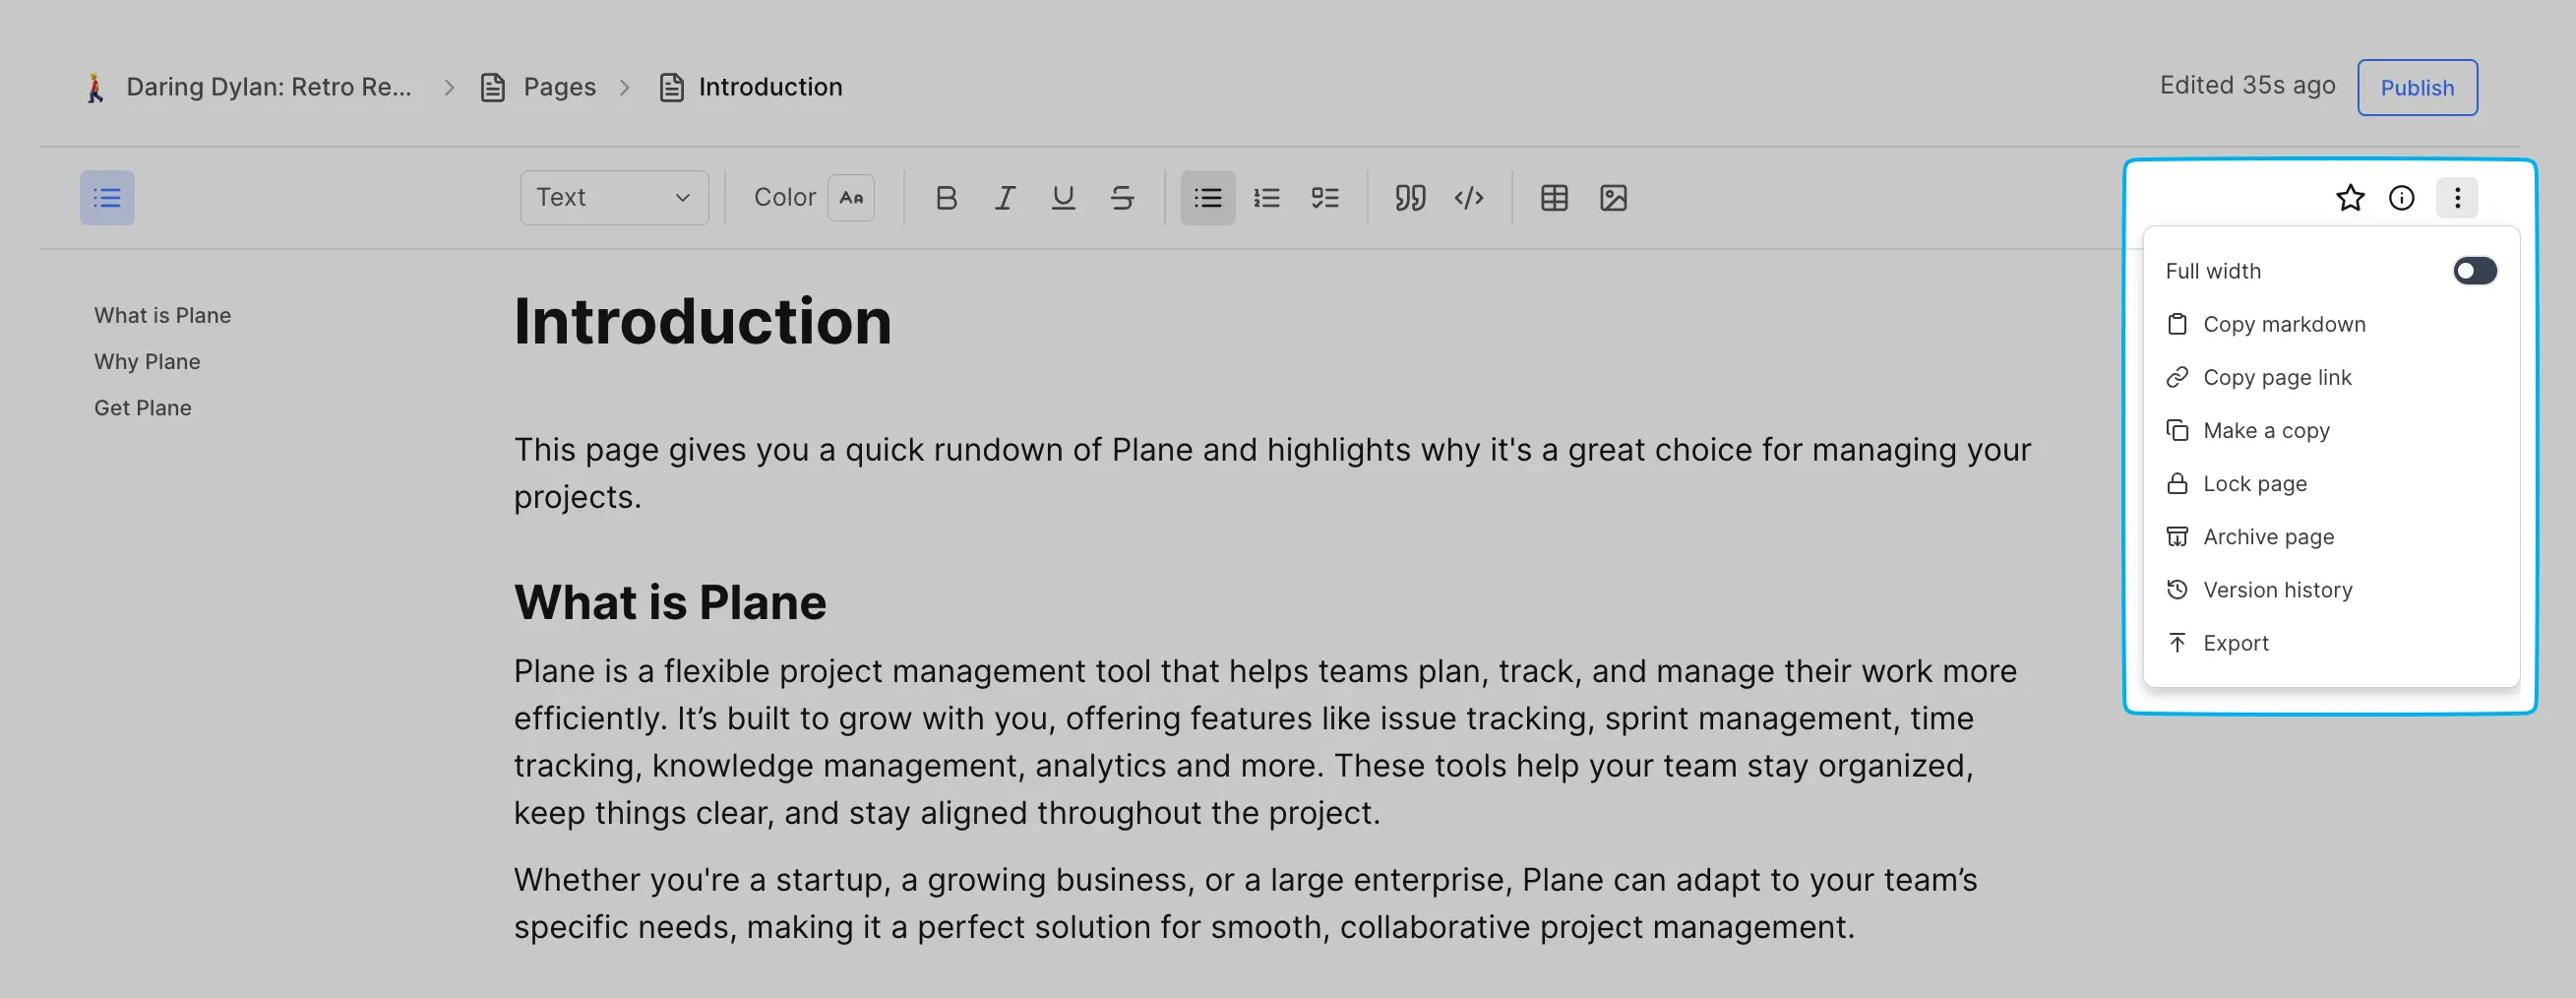 Daring Dylan: Retro Re...
Pages
Introduction
Edited 35s ago
Publish
Text
Color
Full width
Copy markdown
Copy page link
Make a copy
Lock page
Archive page
Version history
Export
What is Plane
Why Plane
Get Plane
Introduction
This page gives you a quick rundown of Plane and highlights why it's a great choice for managing your
projects.
What is Plane
Plane is a flexible project management tool that helps teams plan, track, and manage their work more
efficiently. It’s built to grow with you, offering features like issue tracking, sprint management, time
tracking, knowledge management, analytics and more. These tools help your team stay organized,
keep things clear, and stay aligned throughout the project.
Whether you're a startup, a growing business, or a large enterprise, Plane can adapt to your team’s
specific needs, making it a perfect solution for smooth, collaborative project management.